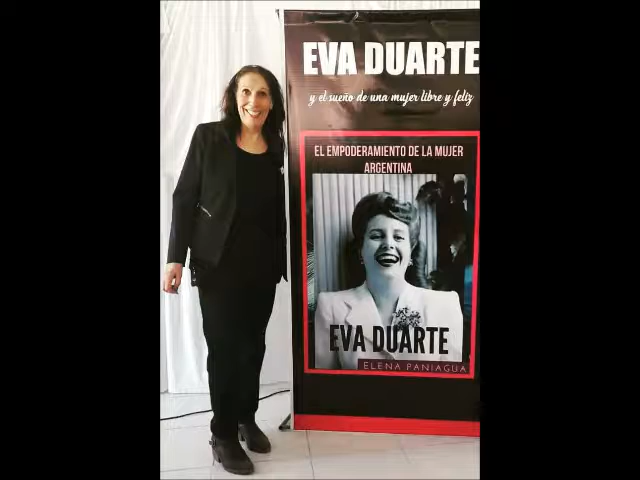 EVA DUARTE
y el sueño de una mujer libre y feliz
EL EMPODERAMIENTO DE LA MUJER
ARGENTINA
EVA DUARTE
ELENA PANIAGUA